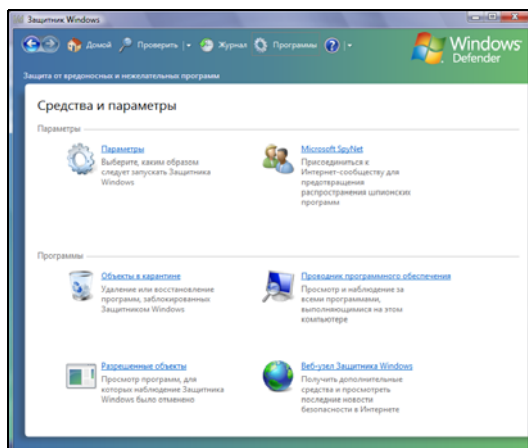 Защитник Windows
Домой Проверить Журнал Программы
Windows
Defender
Защита от вредоносных и нежелательных программ
Средства и параметры
Параметры
Параметры
Выберите, каким образом
следует запускать Защитника
Windows
Microsoft SpyNet
Присоединиться к
Интернет-сообществу для
предотвращения
распространения шпионских
программ
Программы
Объекты в карантине
Удаление или восстановление
программ, заблокированных
Защитником Windows
Проводник программного обеспечения
Просмотр и наблюдение за
всеми программами,
выполняющимися на этом
компьютере
Разрешенные объекты
Просмотр программ, для
которых наблюдение Защитника
Windows было отменено
Веб-узел Защитника Windows
Получить дополнительные
средства и просмотреть
последние новости
безопасности в Интернете